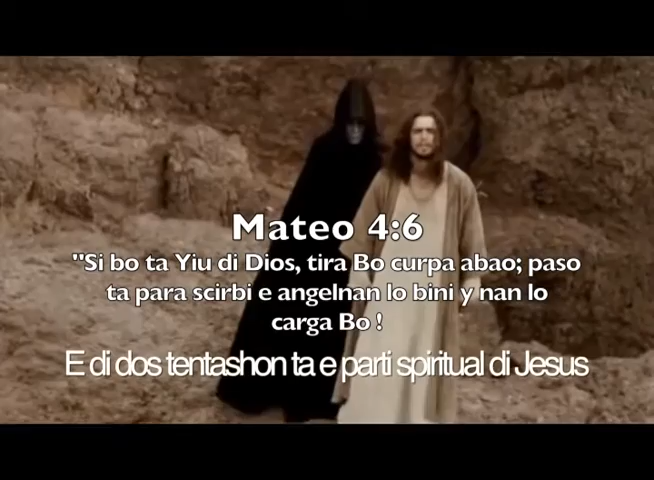 Mateo 4:6
"Si bo ta Yiu di Dios, tira Bo curpa abao; paso
ta para scirbi e angelnan lo bini y nan lo
carga Bo !
E di dos tentashon ta e parti spiritual di Jesus